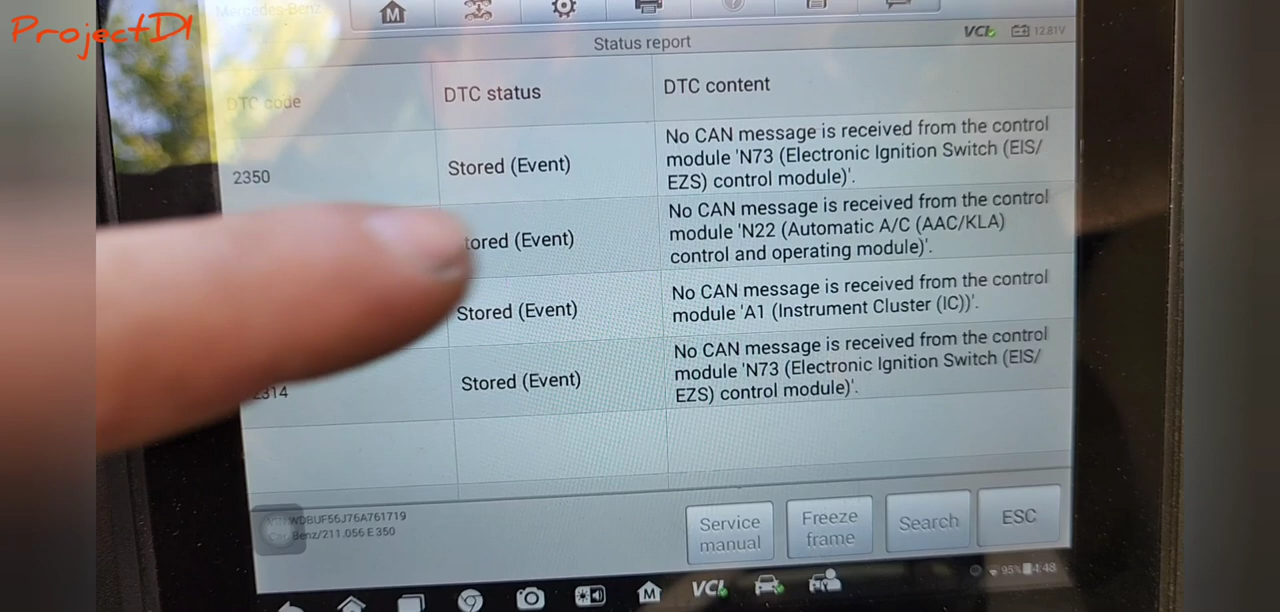 ProjectD1
Mercedes-Benz
M
Status report
VCI 12.81V
DTC code
DTC status
DTC content
2350
Stored (Event)
No CAN message is received from the control
module 'N73 (Electronic Ignition Switch (EIS/
EZS) control module)'.
tored (Event)
No CAN message is received from the control
module 'N22 (Automatic A/C (AAC/KLA)
control and operating module)'.
Stored (Event)
No CAN message is received from the control
module 'A1 (Instrument Cluster (IC))'.
2314
Stored (Event)
No CAN message is received from the control
module 'N73 (Electronic Ignition Switch (EIS/
EZS) control module)'.
WDBUF56J76A761719
Benz/211.056 E 350
Service
manual
Freeze
frame
Search
ESC
M
VCI
95% 4:48